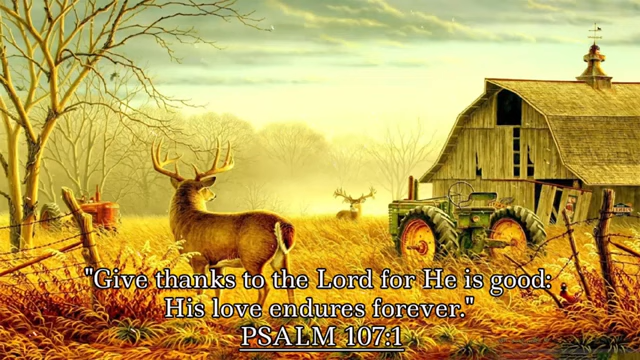 "Give thanks to the Lord for He is good:
His love endures forever."
PSALM 107:1